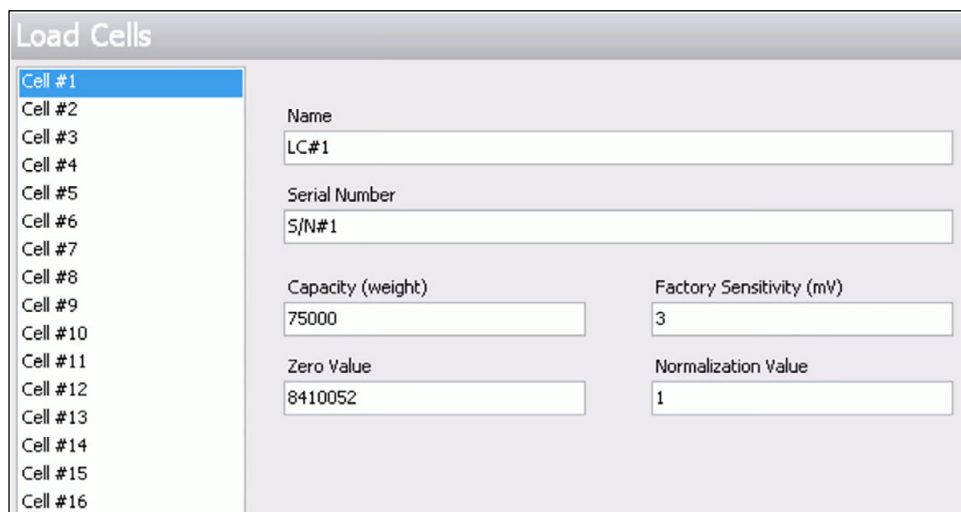 Load Cells
Cell #1
Cell #2
Cell #3
Cell #4
Cell #5
Cell #6
Cell #7
Cell #8
Cell #9
Cell #10
Cell #11
Cell #12
Cell #13
Cell #14
Cell #15
Cell #16
Name
LC#1
Serial Number
S/N#1
Capacity (weight)
75000
Factory Sensitivity (mV)
3
Zero Value
8410052
Normalization Value
1